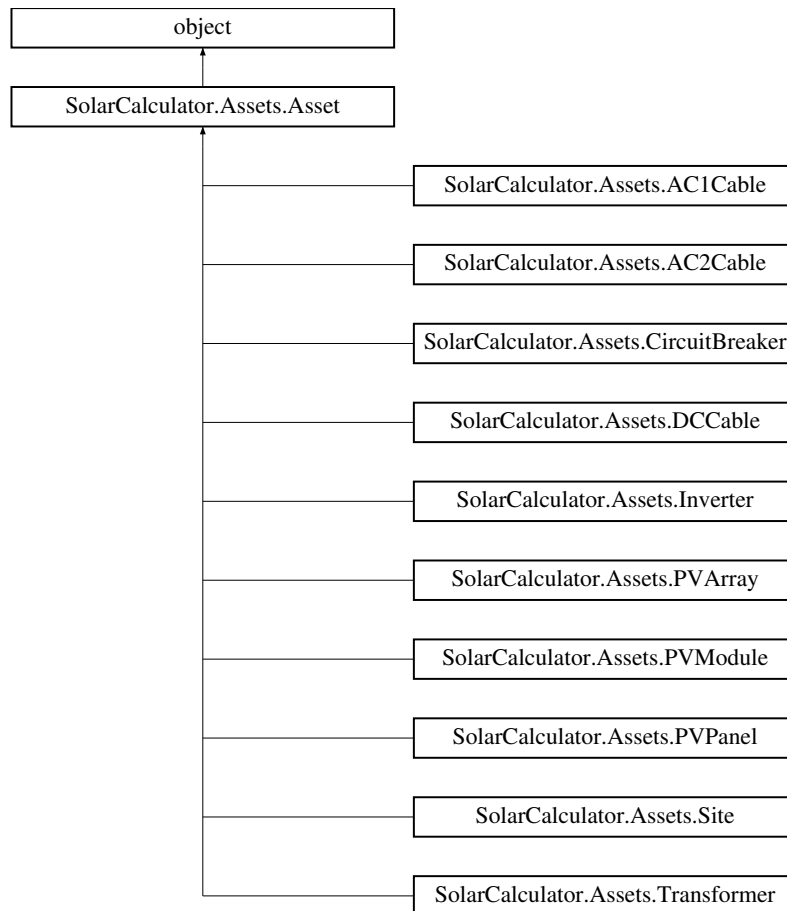 object
SolarCalculator.Assets.Asset
SolarCalculator.Assets.AC1Cable
SolarCalculator.Assets.AC2Cable
SolarCalculator.Assets.CircuitBreaker
SolarCalculator.Assets.DCCable
SolarCalculator.Assets.Inverter
SolarCalculator.Assets.PVArray
SolarCalculator.Assets.PVModule
SolarCalculator.Assets.PVPanel
SolarCalculator.Assets.Site
SolarCalculator.Assets.Transformer